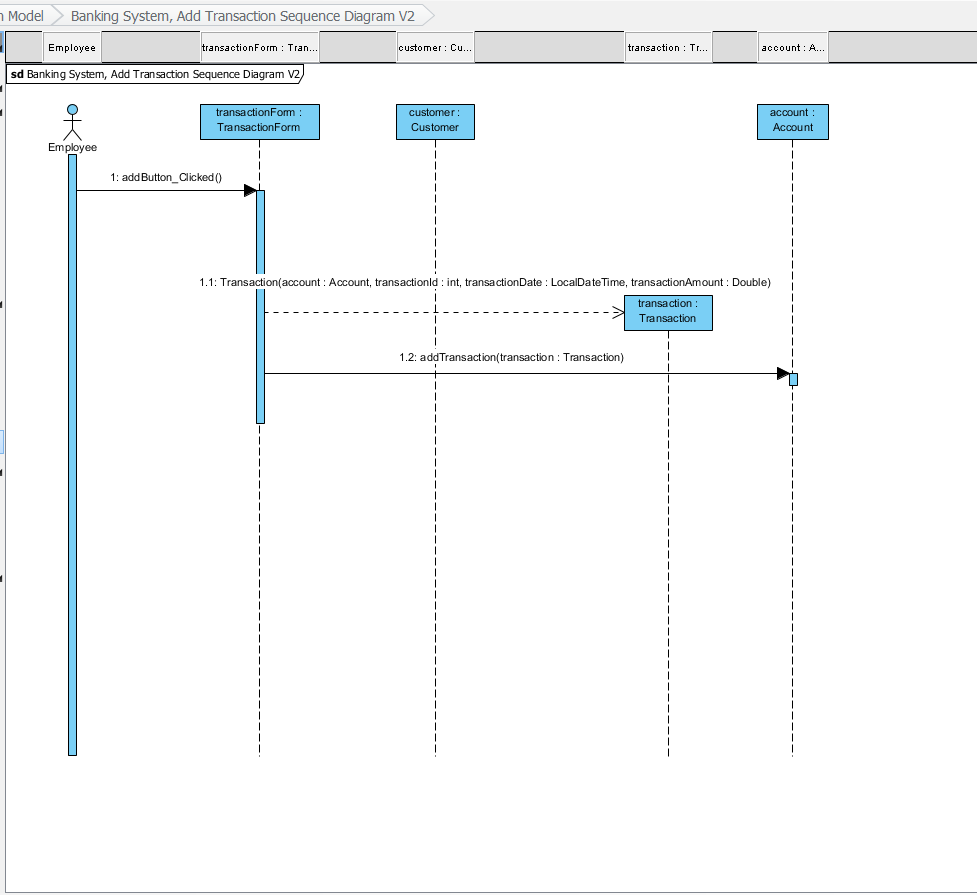 n Model
Banking System, Add Transaction Sequence Diagram V2
Employee
transactionForm : Tran...
customer : Cu...
transaction : Tr...
account : A...
sd Banking System, Add Transaction Sequence Diagram V2
transactionForm :
TransactionForm
customer :
Customer
account :
Account
Employee
1: addButton_Clicked()
1.1: Transaction(account : Account, transactionId : int, transactionDate : LocalDateTime, transactionAmount : Double)
transaction :
Transaction
1.2: addTransaction(transaction : Transaction)